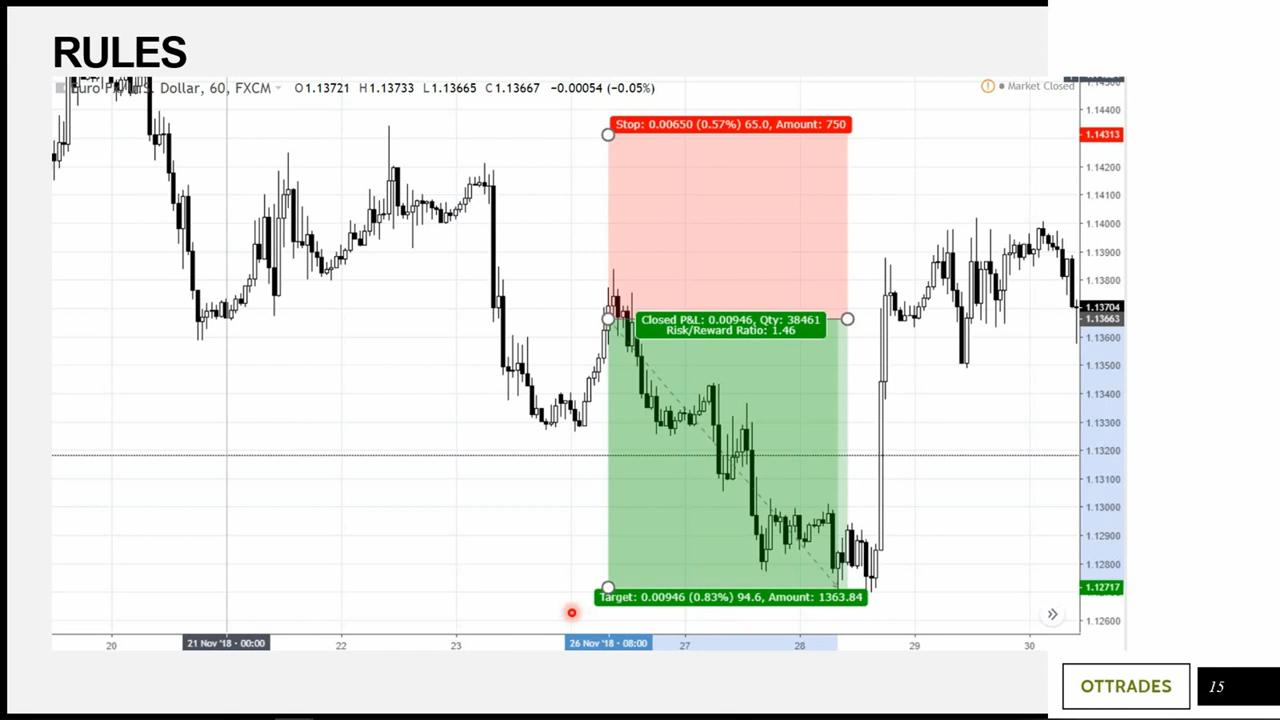 RULES
Dollar, 60, FXCM O1.13721 H1.13733 L1.13665 C1.13667 -0.00054 (-0.05%)
Market Closed
Stop: 0.00650 (0.57%) 65.0, Amount: 750
1.14400
1.14313
1.14200
1.14100
1.14000
1.13900
1.13800
1.13704
1.13663
1.13600
1.13500
1.13400
1.13300
1.13200
1.13100
1.13000
1.12900
1.12800
1.12717
1.12600
Closed P&L: 0.00946, Qty: 38461
Risk/Reward Ratio: 1.46
Target: 0.00946 (0.83%) 94.6, Amount: 1363.84
20 21 Nov '18 - 00:00 22 23 26 Nov '18 - 08:00 27 28 29 30
OTTRADES
15